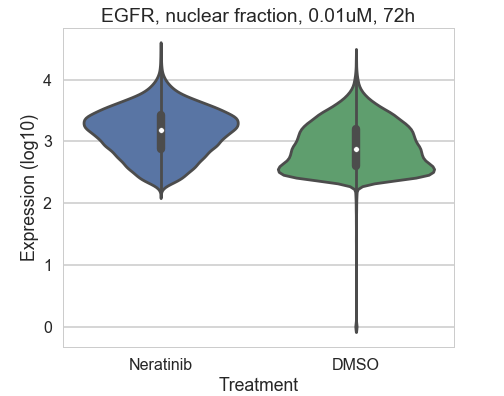 EGFR, nuclear fraction, 0.01uM, 72h
Expression (log10)
4
3
2
1
0
Neratinib DMSO
Treatment